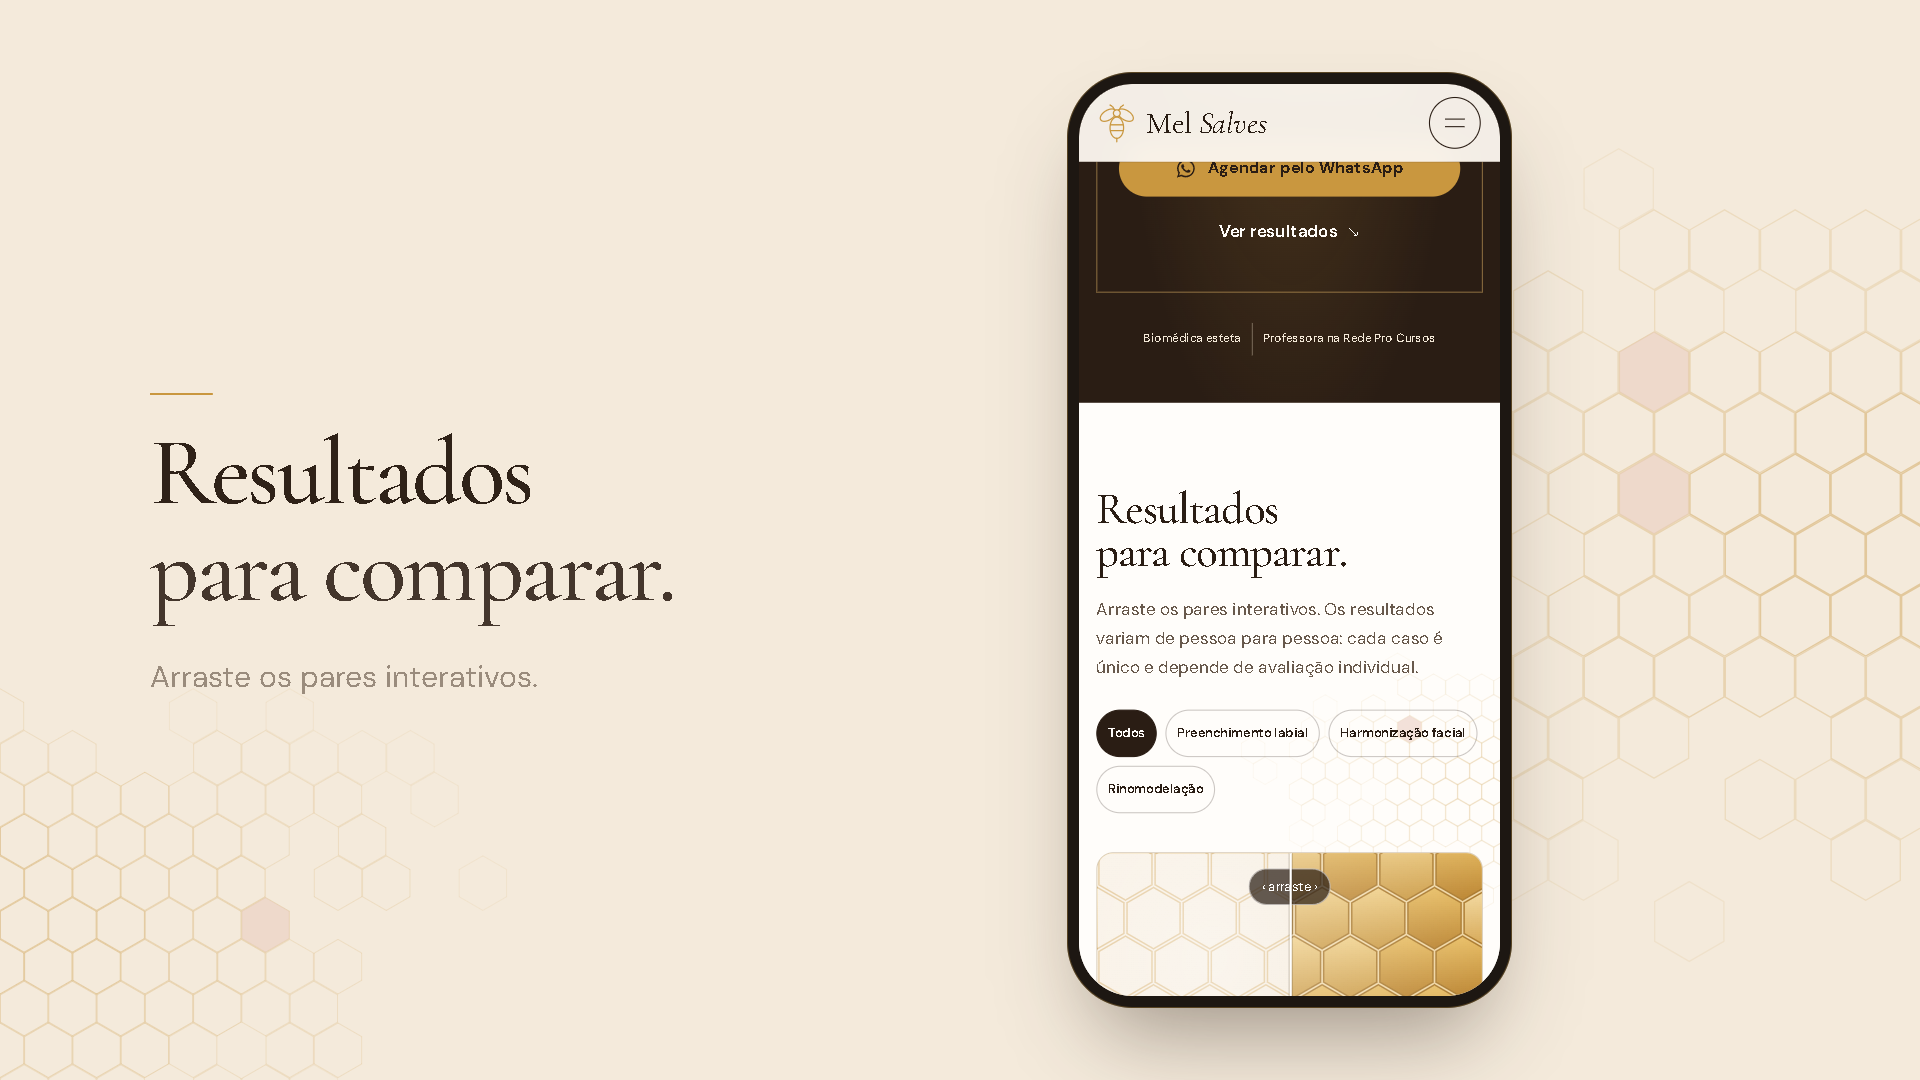 Resultados
para comparar.
Arraste os pares interativos.
Mel Salves
Agendar pelo WhatsApp
Ver resultados ↘
Biomédica esteta
Professora na Rede Pro Cursos
Resultados
para comparar.
Arraste os pares interativos. Os resultados
variam de pessoa para pessoa: cada caso é
único e depende de avaliação individual.
Todos
Preenchimento labial
Harmonização facial
Rinomodelação
‹ arraste ›